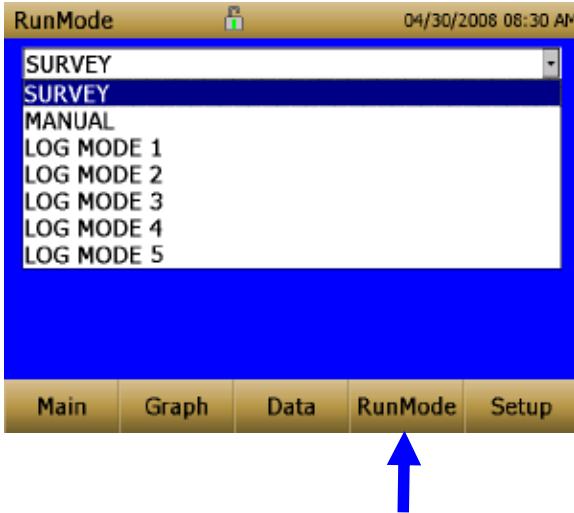 RunMode 04/30/2008 08:30 AM
SURVEY
SURVEY
MANUAL
LOG MODE 1
LOG MODE 2
LOG MODE 3
LOG MODE 4
LOG MODE 5
Main Graph Data RunMode Setup